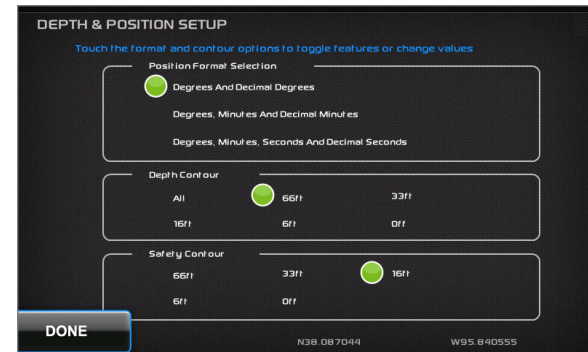 DEPTH & POSITION SETUP
Touch the format and contour options to toggle features or change values
Position Format Selection
Degrees And Decimal Degrees
Degrees, Minutes And Decimal Minutes
Degrees, Minutes, Seconds And Decimal Seconds
Depth Contour
All 66ft 33ft
16ft 6ft Off
Safety Contour
66ft 33ft 16ft
6ft Off
DONE
N38.087044 W95.840555